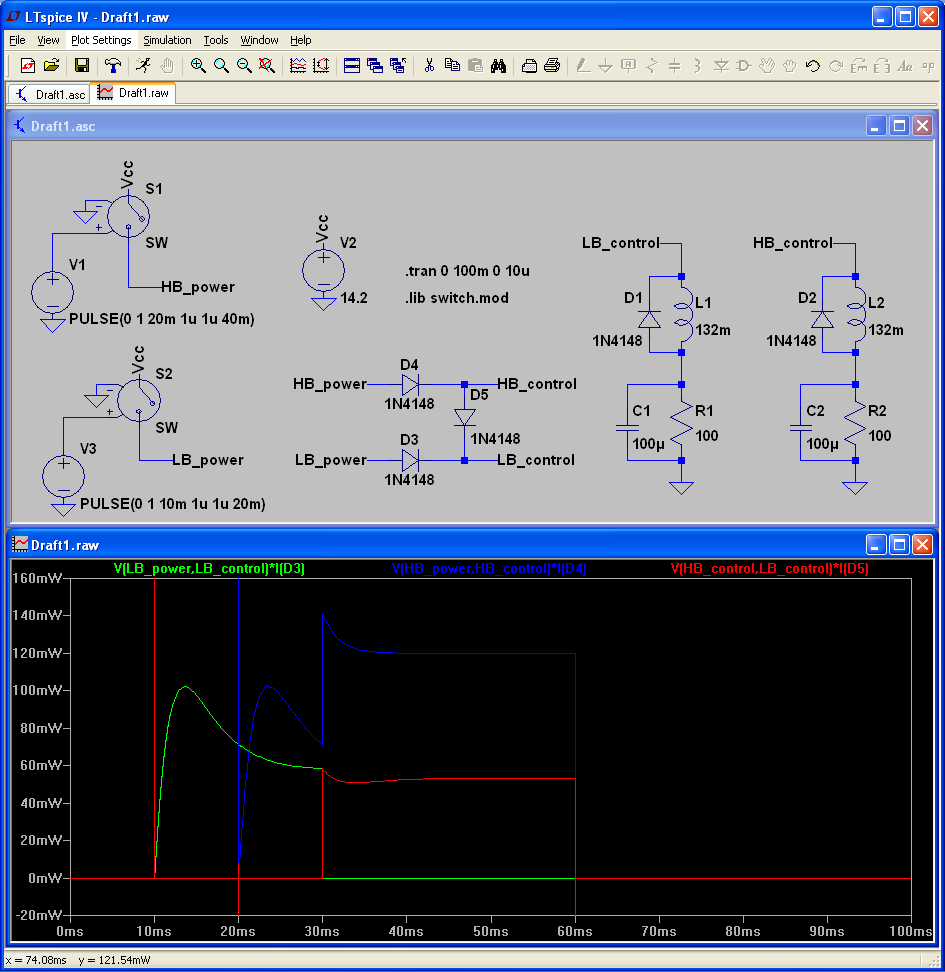 LTspice IV - Draft1.raw
File View Plot Settings Simulation Tools Window Help
Draft1.asc Draft1.raw
Draft1.asc
Vcc
S1
SW
V1
HB_power
PULSE(0 1 20m 1u 1u 40m)
Vcc
S2
SW
V3
LB_power
PULSE(0 1 10m 1u 1u 20m)
Vcc
V2
14.2
.tran 0 100m 0 10u
.lib switch.mod
HB_power D4 HB_control
1N4148
D5
1N4148
LB_power D3 LB_control
1N4148
LB_control
D1 L1
1N4148 132m
C1 R1
100µ 100
HB_control
D2 L2
1N4148 132m
C2 R2
100µ 100
Draft1.raw
V(LB_power,LB_control)*I(D3) V(HB_power,HB_control)*I(D4) V(HB_control,LB_control)*I(D5)
160mW
140mW
120mW
100mW
80mW
60mW
40mW
20mW
0mW
-20mW
0ms 10ms 20ms 30ms 40ms 50ms 60ms 70ms 80ms 90ms 100ms
x = 74.08ms y = 121.54mW